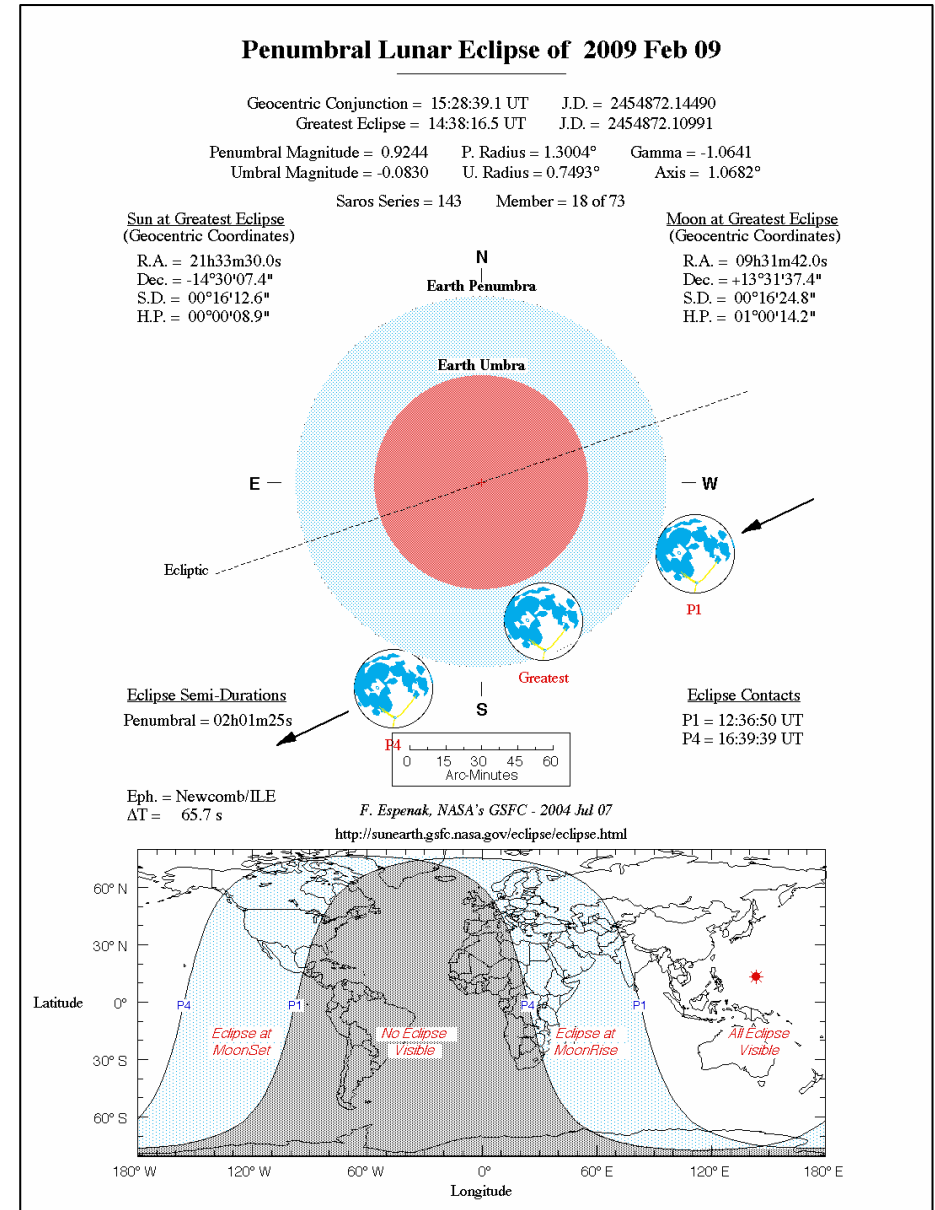 Penumbral Lunar Eclipse of 2009 Feb 09
Geocentric Conjunction = 15:28:39.1 UT J.D. = 2454872.14490
Greatest Eclipse = 14:38:16.5 UT J.D. = 2454872.10991
Penumbral Magnitude = 0.9244 P. Radius = 1.3004° Gamma = -1.0641
Umbral Magnitude = -0.0830 U. Radius = 0.7493° Axis = 1.0682°
Saros Series = 143 Member = 18 of 73
Sun at Greatest Eclipse
(Geocentric Coordinates)
R.A. = 21h33m30.0s
Dec. = -14°30'07.4"
S.D. = 00°16'12.6"
H.P. = 00°00'08.9"
Moon at Greatest Eclipse
(Geocentric Coordinates)
R.A. = 09h31m42.0s
Dec. = +13°31'37.4"
S.D. = 00°16'24.8"
H.P. = 01°00'14.2"
N
Earth Penumbra
Earth Umbra
E
W
Ecliptic
P1
Greatest
S
P4
Eclipse Semi-Durations
Penumbral = 02h01m25s
Eclipse Contacts
P1 = 12:36:50 UT
P4 = 16:39:39 UT
0 15 30 45 60
Arc-Minutes
Eph. = Newcomb/ILE
ΔT = 65.7 s
F. Espenak, NASA's GSFC - 2004 Jul 07
http://sunearth.gsfc.nasa.gov/eclipse/eclipse.html
60° N
30° N
Latitude
0°
30° S
60° S
P4 P1 P4 P1
Eclipse at
MoonSet
No Eclipse
Visible
Eclipse at
MoonRise
All Eclipse
Visible
180° W 120° W 60° W 0° 60° E 120° E 180° E
Longitude